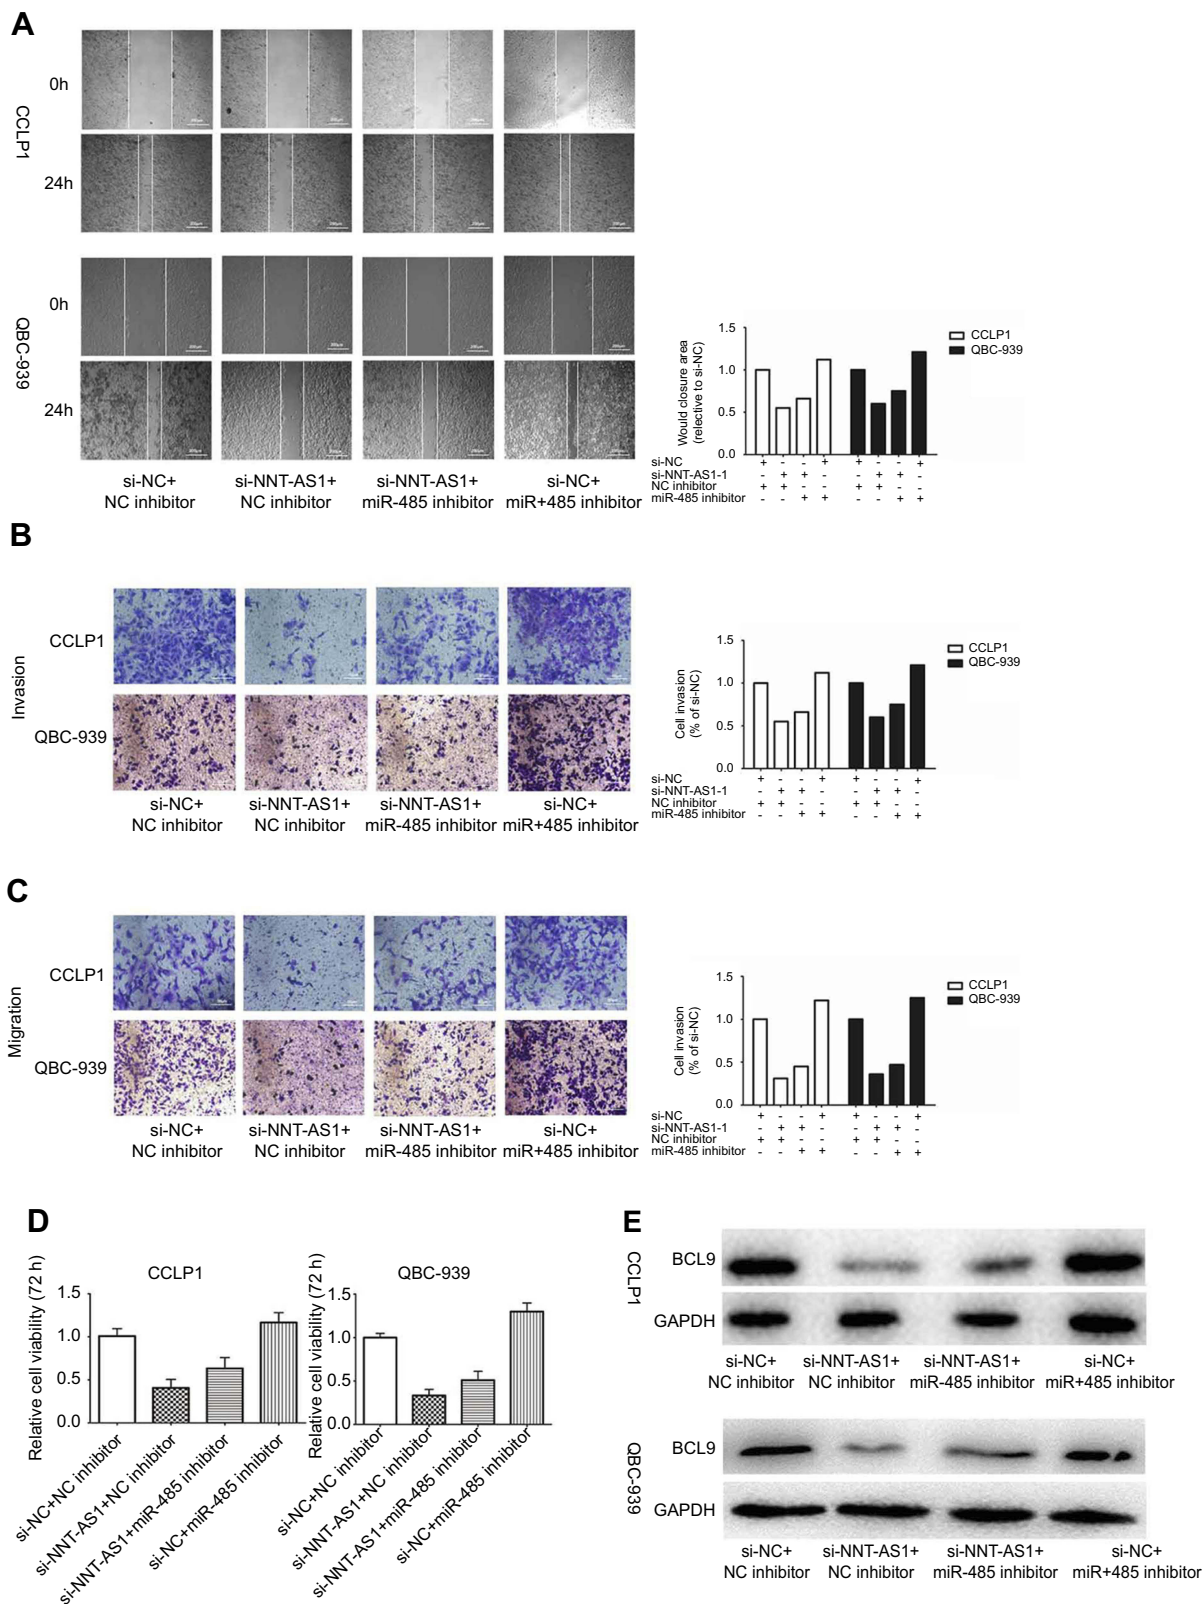 A
0h
CCLP1
24h
0h
QBC-939
24h
si-NC+
NC inhibitor
si-NNT-AS1+
NC inhibitor
si-NNT-AS1+
miR-485 inhibitor
si-NC+
miR+485 inhibitor
Would closure area
(relective to si-NC)
1.5
1.0
0.5
0.0
CCLP1
QBC-939
si-NC + - - + + - - +
si-NNT-AS1-1 - + + - - + + -
NC inhibitor + + - - + + - -
miR-485 inhibitor - - + + - - + +
B
Invasion
CCLP1
QBC-939
si-NC+
NC inhibitor
si-NNT-AS1+
NC inhibitor
si-NNT-AS1+
miR-485 inhibitor
si-NC+
miR+485 inhibitor
Cell invasion
(% of si-NC)
1.5
1.0
0.5
0.0
CCLP1
QBC-939
si-NC + - - + + - - +
si-NNT-AS1-1 - + + - - + + -
NC inhibitor + + - - + + - -
miR-485 inhibitor - - + + - - + +
C
Migration
CCLP1
QBC-939
si-NC+
NC inhibitor
si-NNT-AS1+
NC inhibitor
si-NNT-AS1+
miR-485 inhibitor
si-NC+
miR+485 inhibitor
Cell invasion
(% of si-NC)
1.5
1.0
0.5
0.0
CCLP1
QBC-939
si-NC + - - + + - - +
si-NNT-AS1-1 - + + - - + + -
NC inhibitor + + - - + + - -
miR-485 inhibitor - - + + - - + +
D
CCLP1
Relative cell viability (72 h)
1.5
1.0
0.5
0.0
si-NC+NC inhibitor
si-NNT-AS1+NC inhibitor
si-NNT-AS1+miR-485 inhibitor
si-NC+miR-485 inhibitor
QBC-939
Relative cell viability (72 h)
1.5
1.0
0.5
0.0
si-NC+NC inhibitor
si-NNT-AS1+NC inhibitor
si-NNT-AS1+miR-485 inhibitor
si-NC+miR-485 inhibitor
E
CCLP1
BCL9
GAPDH
si-NC+
NC inhibitor
si-NNT-AS1+
NC inhibitor
si-NNT-AS1+
miR-485 inhibitor
si-NC+
miR+485 inhibitor
QBC-939
BCL9
GAPDH
si-NC+
NC inhibitor
si-NNT-AS1+
NC inhibitor
si-NNT-AS1+
miR-485 inhibitor
si-NC+
miR+485 inhibitor